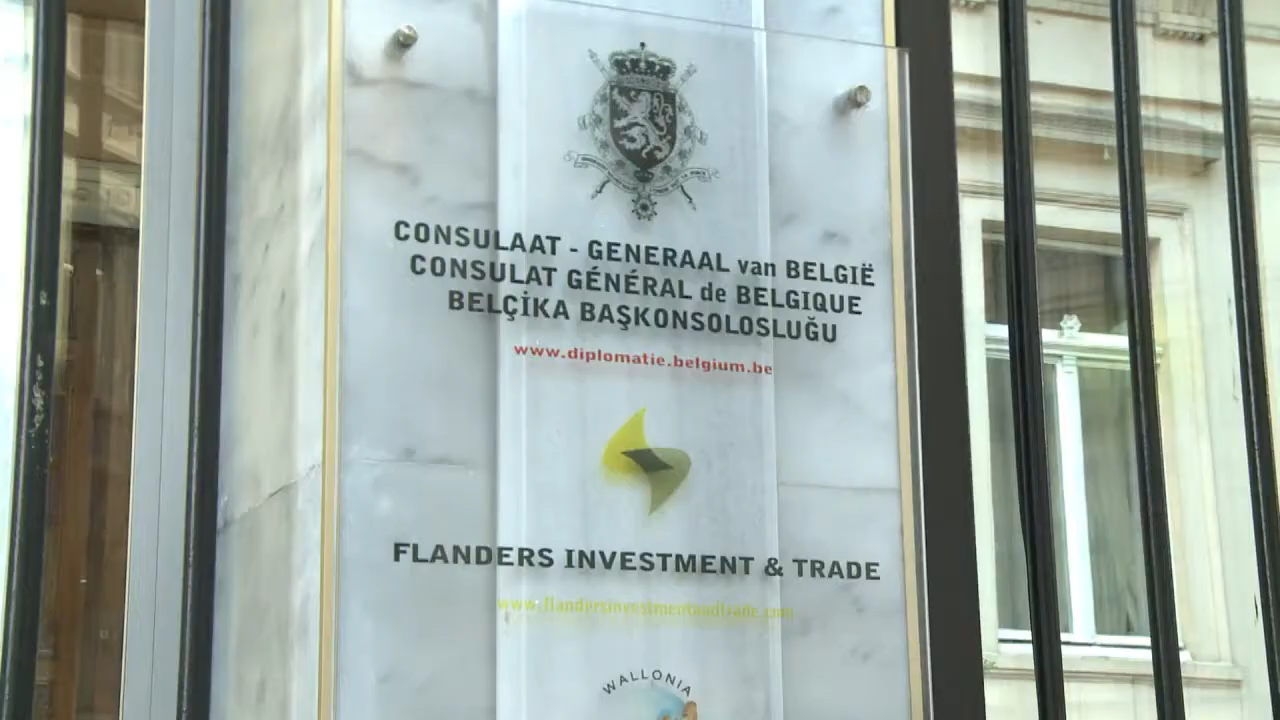 CONSULAAT - GENERAAL van BELGIË
CONSULAT GÉNÉRAL de BELGIQUE
BELÇİKA BAŞKONSOLOSLUĞU
www.diplomatie.belgium.be
FLANDERS INVESTMENT & TRADE
www.flandersinvestmentandtrade.com
WALLONIA